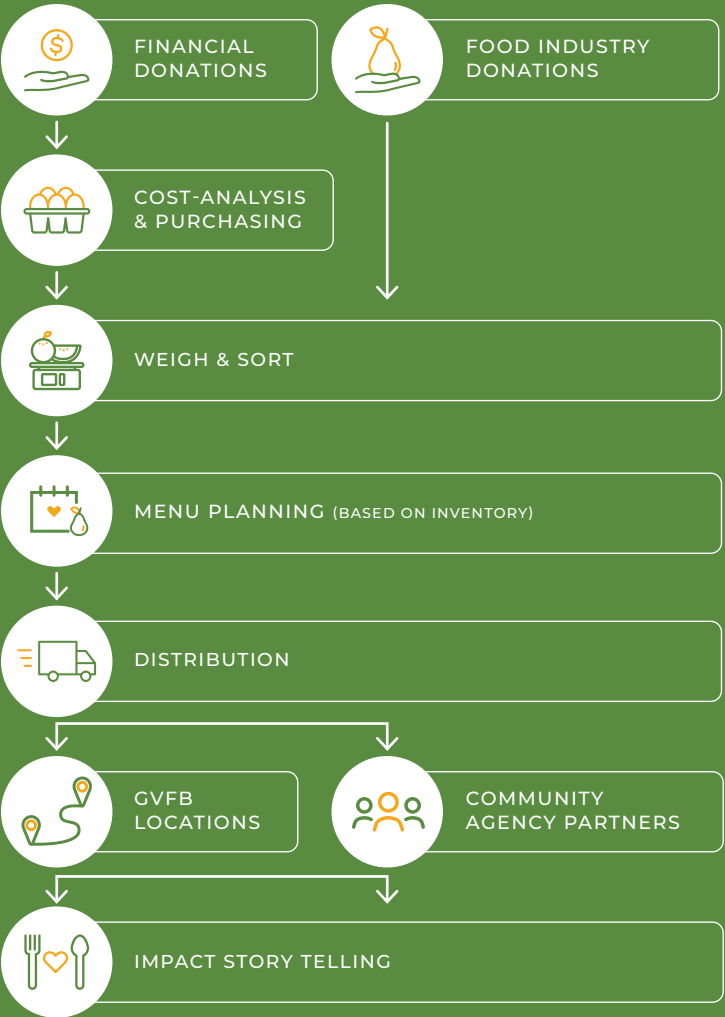 $
FINANCIAL
DONATIONS
FOOD INDUSTRY
DONATIONS
COST-ANALYSIS
& PURCHASING
WEIGH & SORT
MENU PLANNING (BASED ON INVENTORY)
DISTRIBUTION
GVFB
LOCATIONS
COMMUNITY
AGENCY PARTNERS
IMPACT STORY TELLING